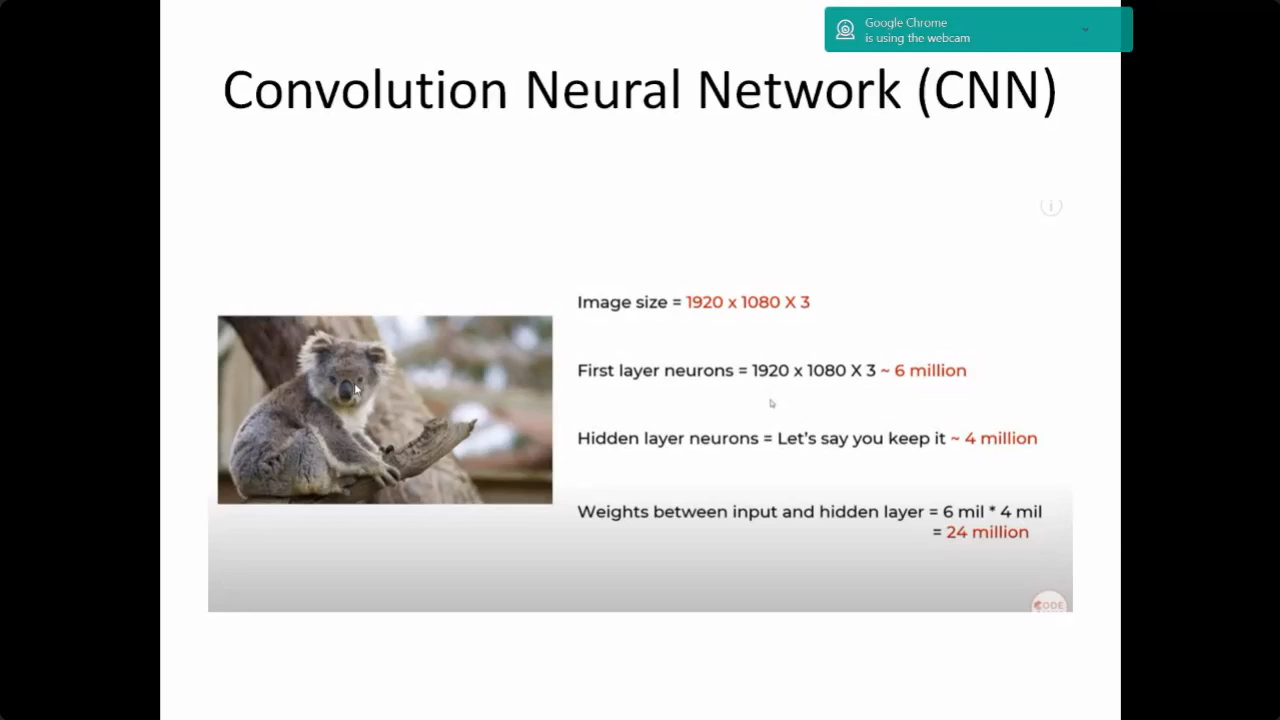 Google Chrome
is using the webcam
Convolution Neural Network (CNN)
i
Image size = 1920 x 1080 X 3
First layer neurons = 1920 x 1080 X 3 ~ 6 million
Hidden layer neurons = Let's say you keep it ~ 4 million
Weights between input and hidden layer = 6 mil * 4 mil
= 24 million
CODE